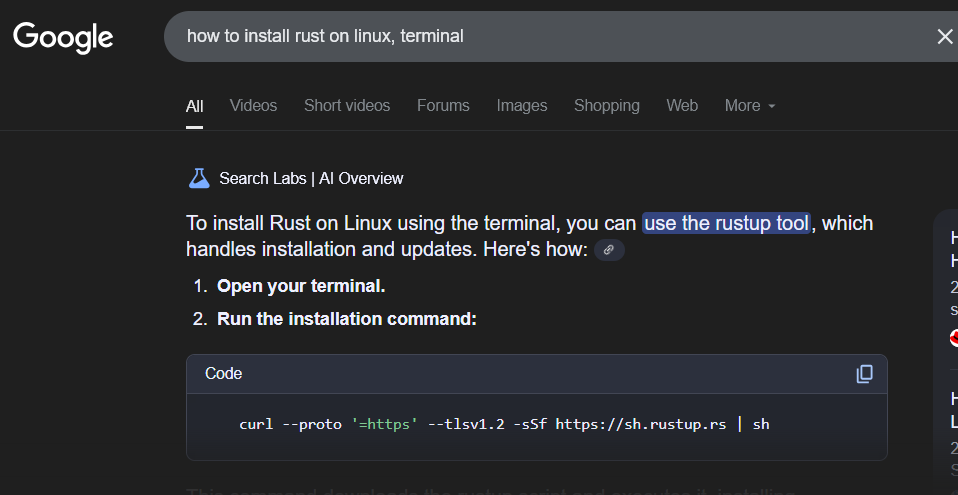 Google
how to install rust on linux, terminal
All Videos Short videos Forums Images Shopping Web More
Search Labs | AI Overview
To install Rust on Linux using the terminal, you can use the rustup tool, which
handles installation and updates. Here's how:
1. Open your terminal.
2. Run the installation command:
Code
curl --proto '=https' --tlsv1.2 -sSf https://sh.rustup.rs | sh